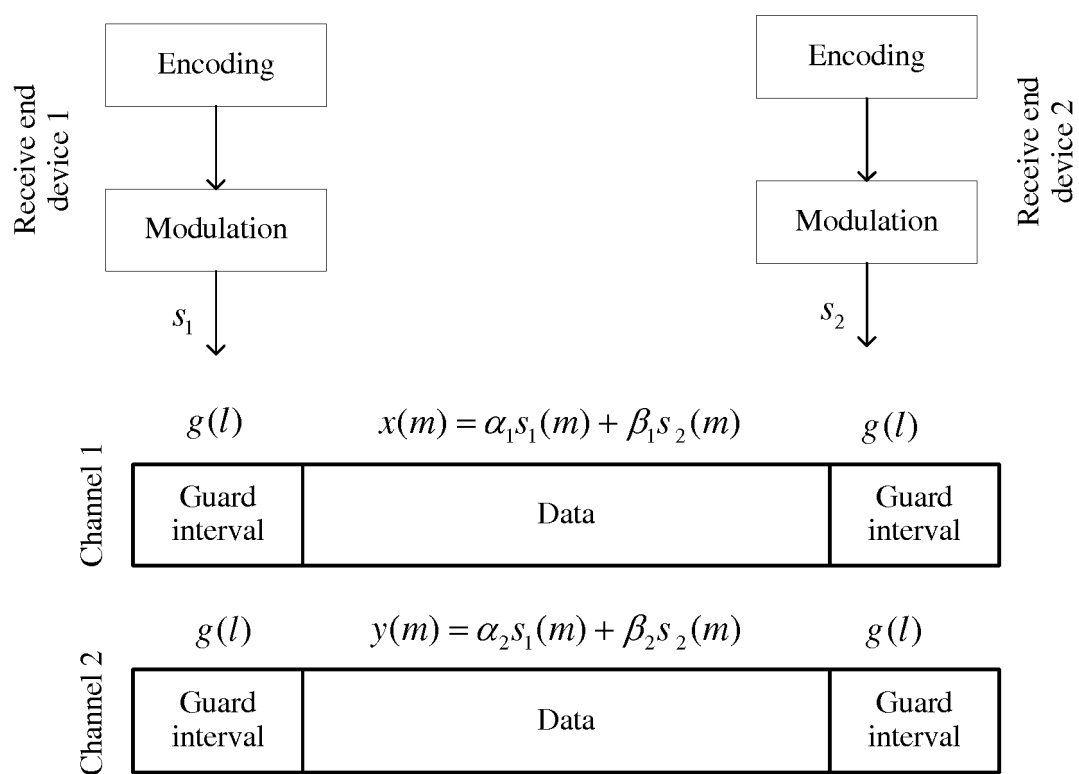 Receive end
device 1
Encoding
Modulation
s₁
Encoding
Modulation
s₂
Receive end
device 2
g(l)
x(m) = α₁s₁(m) + β₁s₂(m)
g(l)
Channel 1
Guard
interval
Data
Guard
interval
g(l)
y(m) = α₂s₁(m) + β₂s₂(m)
g(l)
Channel 2
Guard
interval
Data
Guard
interval